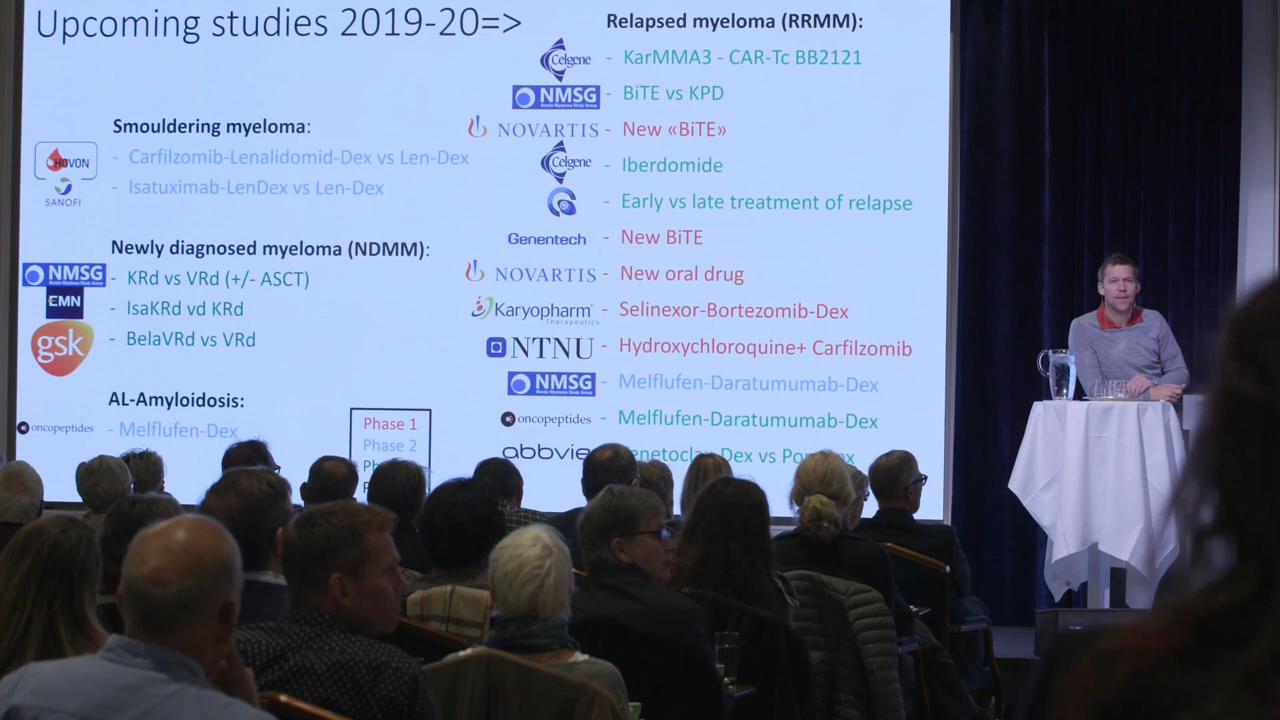 Upcoming studies 2019-20=>
Smouldering myeloma:
HOVON
- Carfilzomib-Lenalidomid-Dex vs Len-Dex
SANOFI
- Isatuximab-LenDex vs Len-Dex
Newly diagnosed myeloma (NDMM):
NMSG
- KRd vs VRd (+/- ASCT)
EMN
- IsaKRd vd KRd
gsk
- BelaVRd vs VRd
AL-Amyloidosis:
oncopeptides
- Melflufen-Dex
Phase 1
Phase 2
Relapsed myeloma (RRMM):
Celgene - KarMMA3 - CAR-Tc BB2121
NMSG - BiTE vs KPD
NOVARTIS - New «BiTE»
Celgene - Iberdomide
- Early vs late treatment of relapse
Genentech - New BiTE
NOVARTIS - New oral drug
Karyopharm Therapeutics - Selinexor-Bortezomib-Dex
NTNU - Hydroxychloroquine+ Carfilzomib
NMSG - Melflufen-Daratumumab-Dex
oncopeptides - Melflufen-Daratumumab-Dex
abbvie - Dex vs